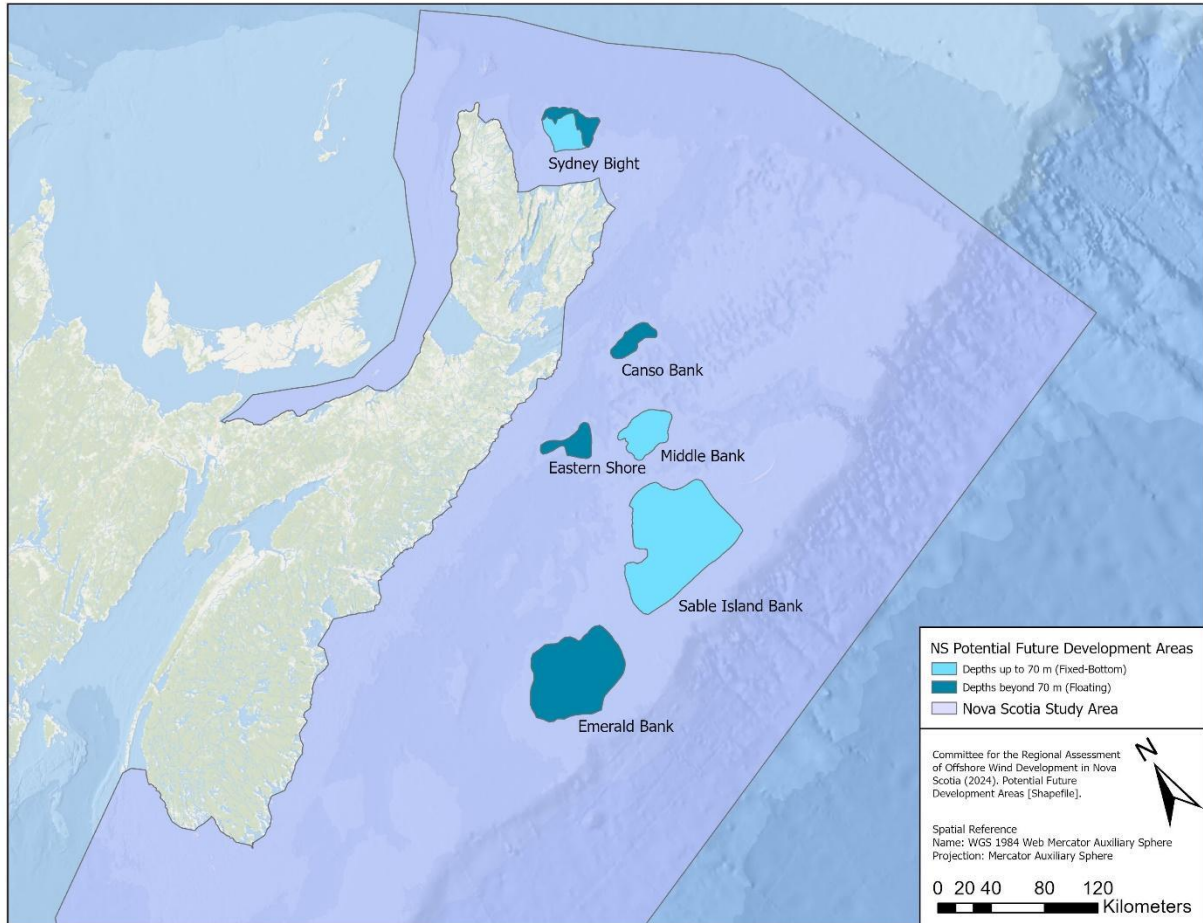 Sydney Bight
Canso Bank
Middle Bank
Eastern Shore
Sable Island Bank
Emerald Bank
NS Potential Future Development Areas
Depths up to 70 m (Fixed-Bottom)
Depths beyond 70 m (Floating)
Nova Scotia Study Area
Committee for the Regional Assessment
of Offshore Wind Development in Nova
Scotia (2024). Potential Future
Development Areas [Shapefile].
N
Spatial Reference
Name: WGS 1984 Web Mercator Auxiliary Sphere
Projection: Mercator Auxiliary Sphere
0 20 40 80 120
Kilometers